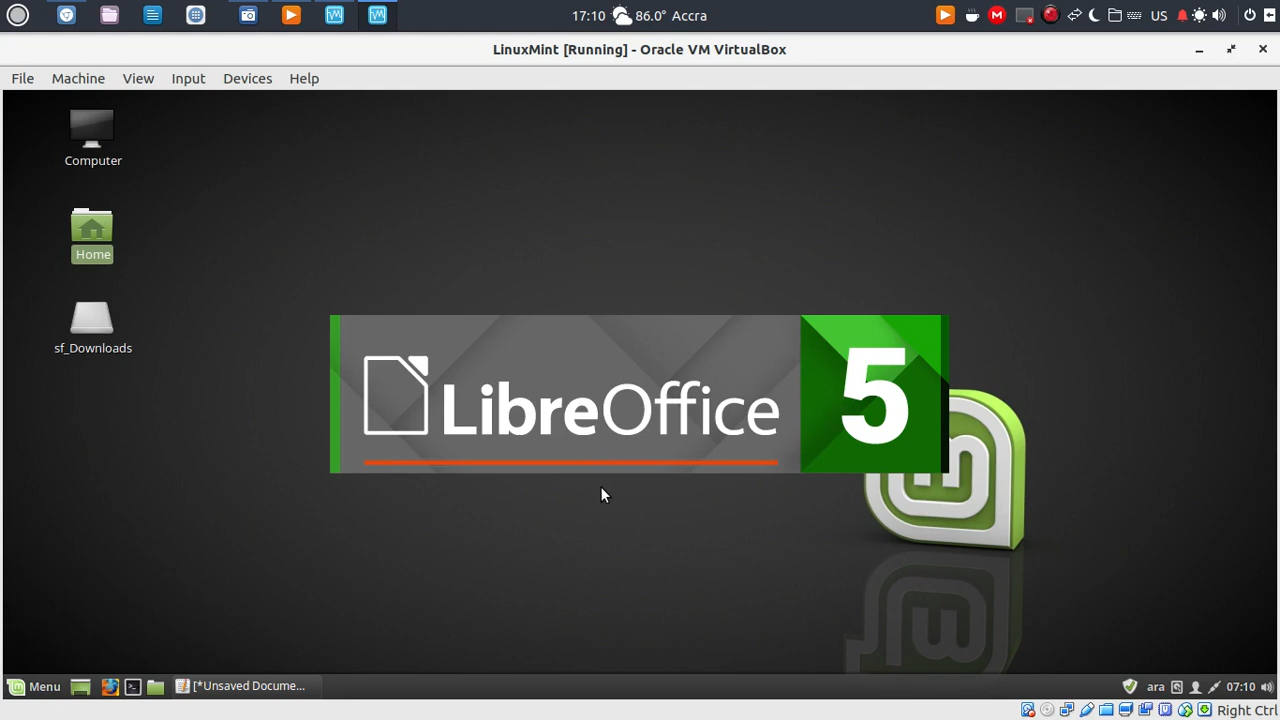 17:10 86.0° Accra US
LinuxMint [Running] - Oracle VM VirtualBox
File Machine View Input Devices Help
Computer
Home
sf_Downloads
LibreOffice 5
Menu [*Unsaved Docume... ara 07:10
Right Ctrl